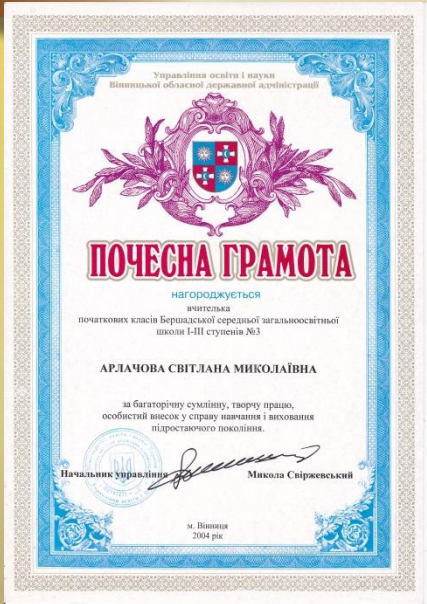 Управління освіти і науки
Вінницької обласної державної адміністрації
ПОЧЕСНА ГРАМОТА
нагороджується
вчителька
початкових класів Бершадської середньої загальноосвітньої
школи І-ІІІ ступенів №3
АРЛАЧОВА СВІТЛАНА МИКОЛАЇВНА
за багаторічну сумлінну, творчу працю,
особистий внесок у справу навчання і виховання
підростаючого покоління.
Начальник управління Микола Свіржевський
м. Вінниця
2004 рік